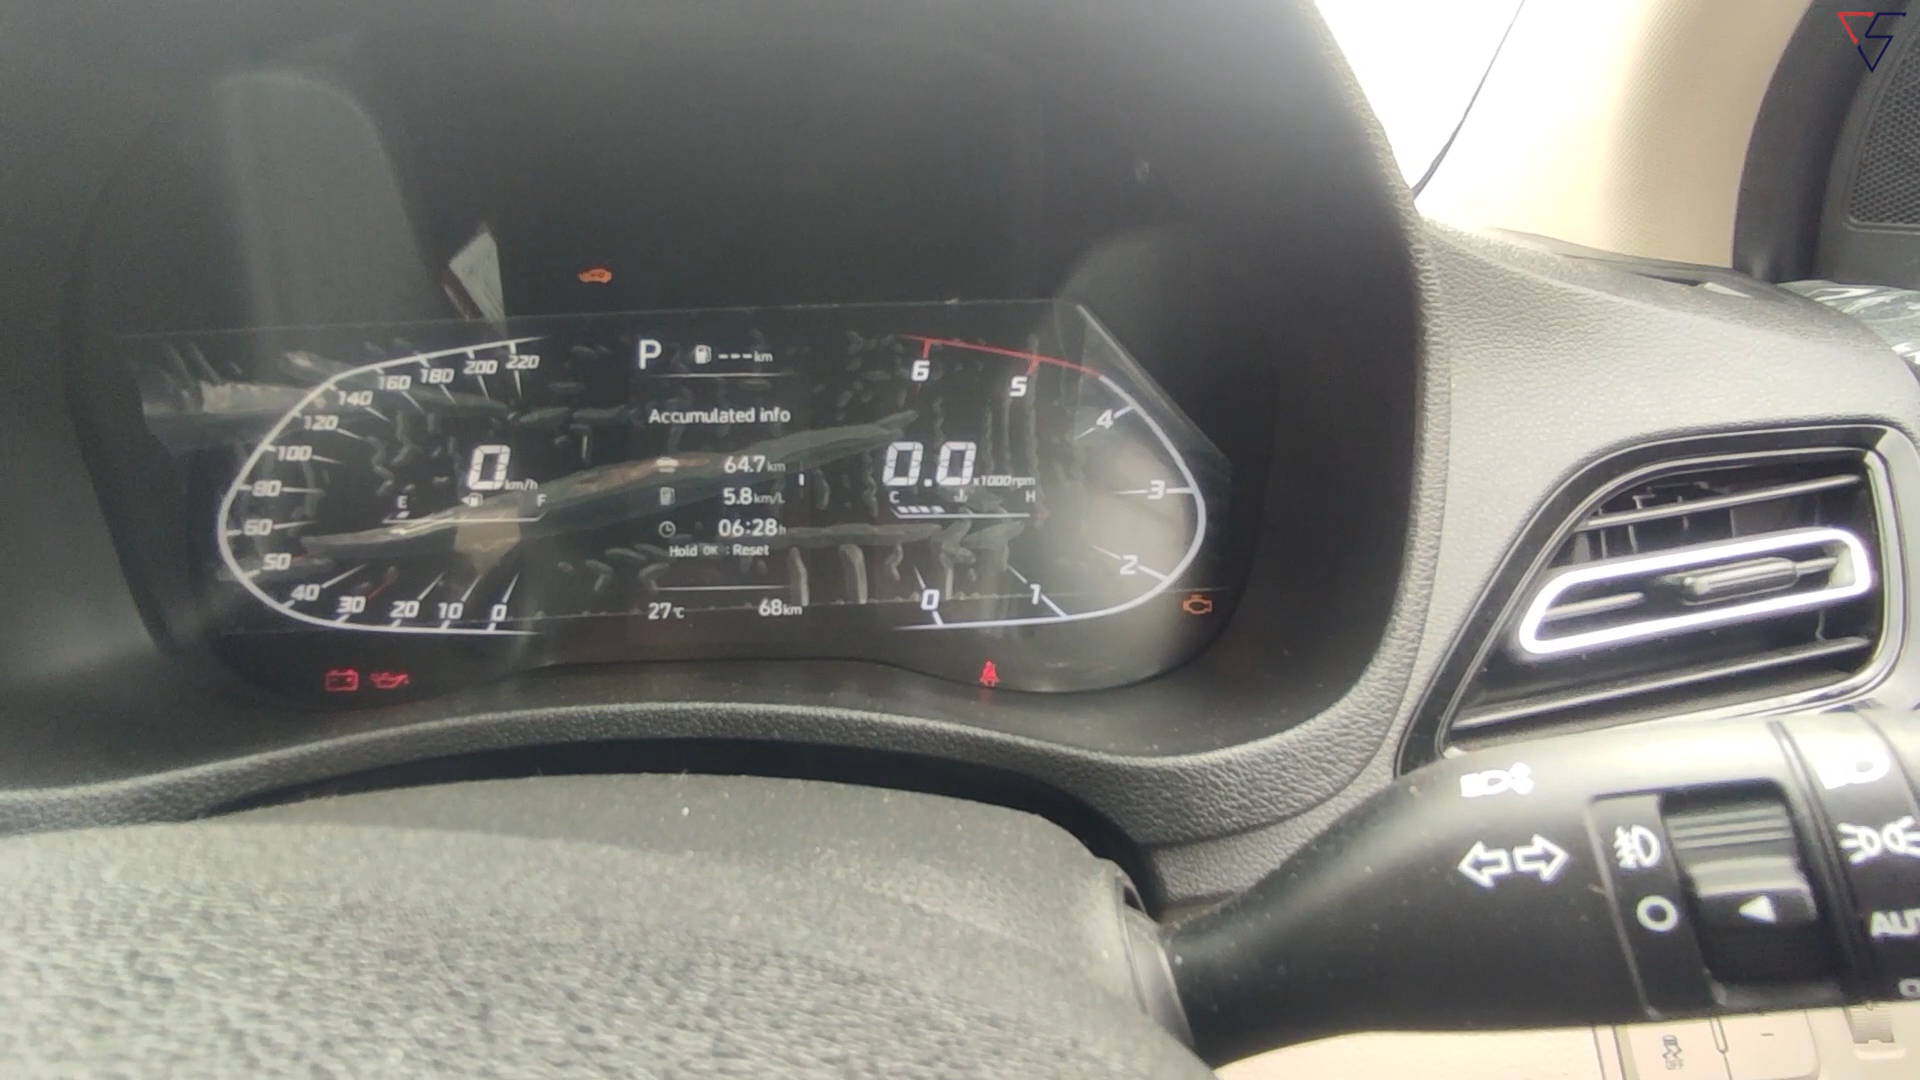 P ---km
Accumulated info
64.7km
5.8km/L
06:28h
Hold OK : Reset
27℃ 68km
0 km/h
E F
0 10 20 30 40 50 60 80 100 120 140 160 180 200 220
0.0 x1000rpm
C H
0 1 2 3 4 5 6